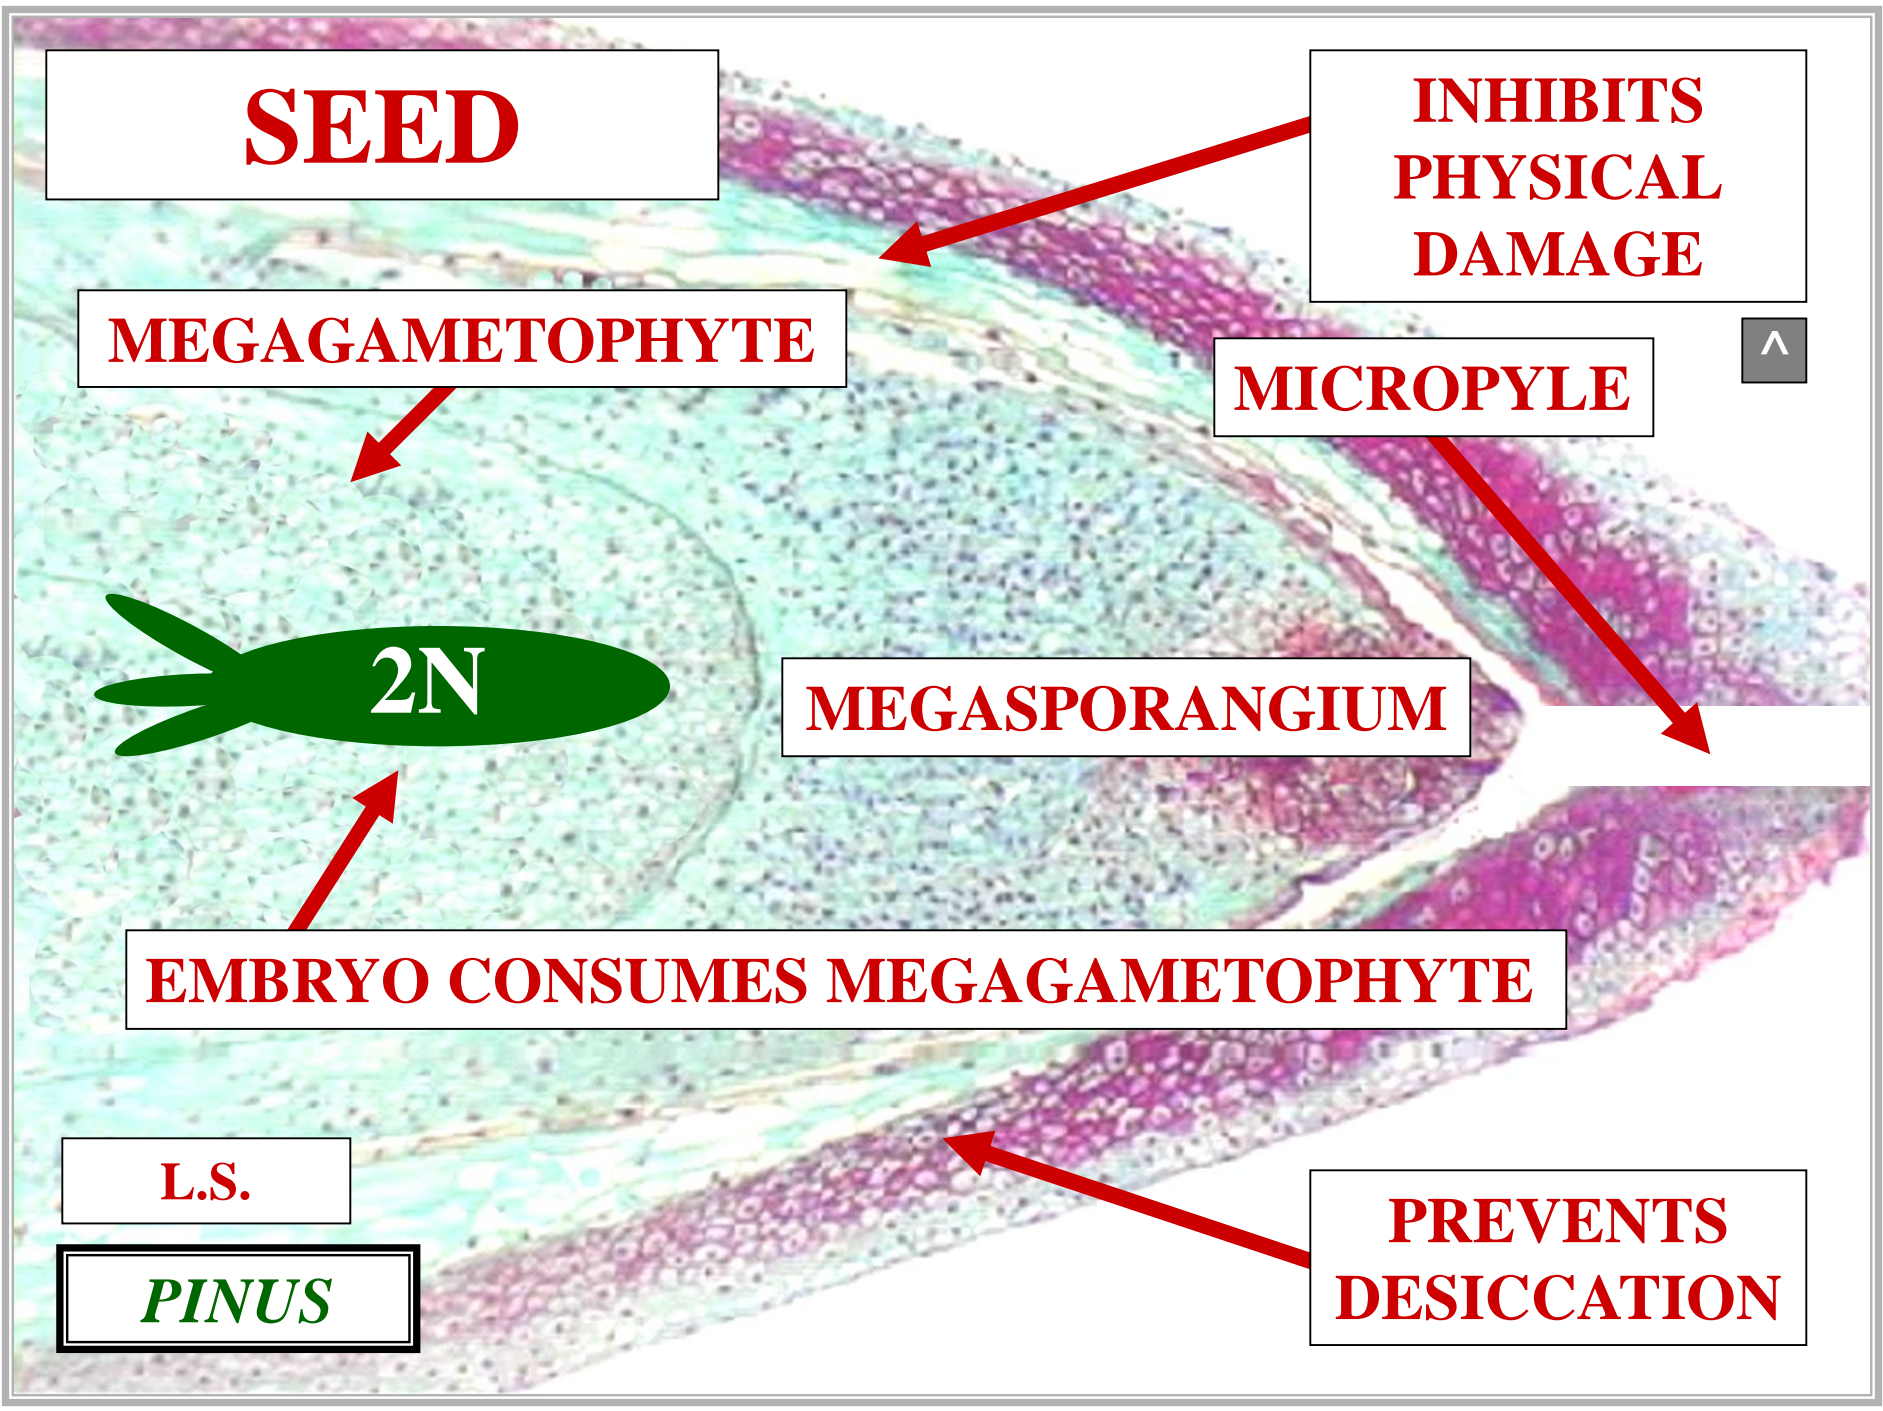 SEED
INHIBITS
PHYSICAL
DAMAGE
MEGAGAMETOPHYTE
^
MICROPYLE
2N
MEGASPORANGIUM
EMBRYO CONSUMES MEGAGAMETOPHYTE
L.S.
PREVENTS
DESICCATION
PINUS